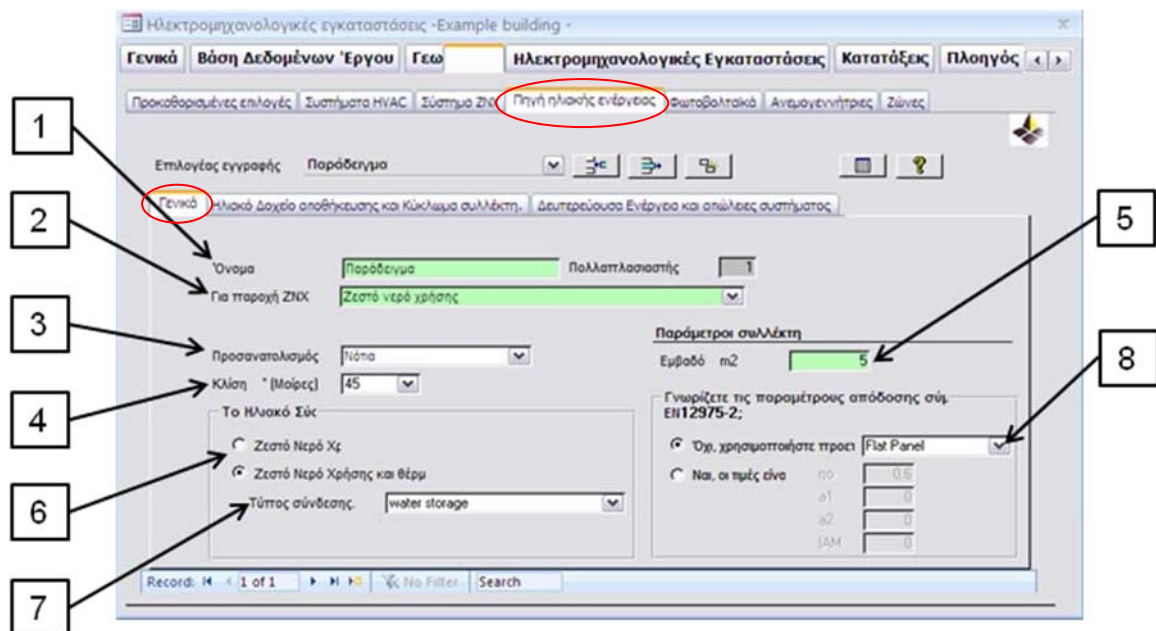 Ηλεκτρομηχανολογικές εγκαταστάσεις -Example building -
Γενικά Βάση Δεδομένων Έργου Γεω Ηλεκτρομηχανολογικές Εγκαταστάσεις Κατατάξεις Πλοηγός
Προκαθορισμένες επιλογές Συστήματα HVAC Σύστημα ΖΝΧ Πηγή ηλιακής ενέργειας Φωτοβολταϊκά Ανεμογεννήτριες Ζώνες
1
Επιλογέας εγγραφής Παράδειγμα
Γενικά Ηλιακό Δοχείο αποθήκευσης και Κύκλωμα συλλέκτη. Δευτερεύουσα Ενέργεια και απώλειες συστήματος
2
5
Όνομα Παράδειγμα Πολλαπλασιαστής 1
Για παροχή ΖΝΧ Ζεστό νερό χρήσης
3
Παράμετροι συλλέκτη
Προσανατολισμός Νότια Εμβαδό m2 5
8
Κλίση ° (Μοίρες) 45
4
Γνωρίζετε τις παραμέτρους απόδοσης σύμ
EN12975-2;
Το Ηλιακό Σύς
Ζεστό Νερό Χρ Όχι, χρησιμοποιήστε προεπ Flat Panel
Ζεστό Νερό Χρήσης και θέρμ Ναι, οι τιμές είνα ηο 0.6
6
Τύπος σύνδεσης. water storage a1 0
a2 0
IAM 0
Record: 1 of 1 No Filter Search
7